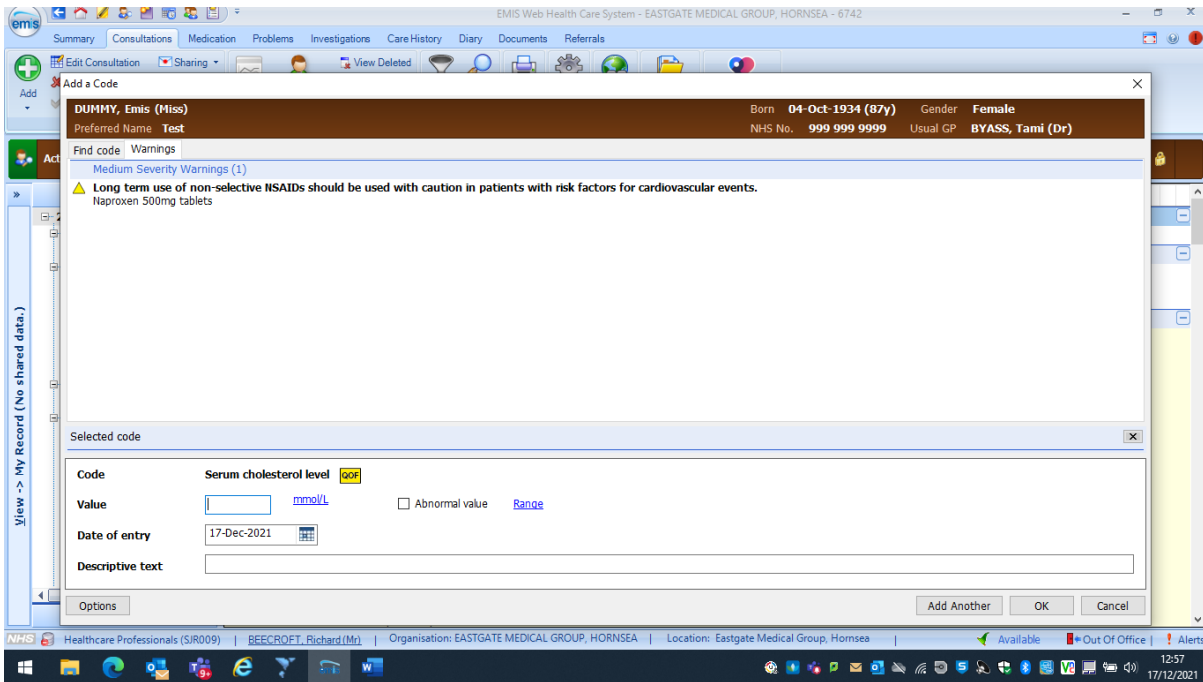 emis
EMIS Web Health Care System - EASTGATE MEDICAL GROUP, HORNSEA - 6742
Summary Consultations Medication Problems Investigations Care History Diary Documents Referrals
Add
Edit Consultation Sharing View Deleted
Add a Code
DUMMY, Emis (Miss) Born 04-Oct-1934 (87y) Gender Female
Preferred Name Test NHS No. 999 999 9999 Usual GP BYASS, Tami (Dr)
Act
Find code Warnings
Medium Severity Warnings (1)
Long term use of non-selective NSAIDs should be used with caution in patients with risk factors for cardiovascular events.
Naproxen 500mg tablets
View -> My Record (No shared data.)
Selected code
Code Serum cholesterol level QOF
Value mmol/L Abnormal value Range
Date of entry 17-Dec-2021
Descriptive text
Options Add Another OK Cancel
NHS Healthcare Professionals (SJR009) | BEECROFT, Richard (Mr) | Organisation: EASTGATE MEDICAL GROUP, HORNSEA | Location: Eastgate Medical Group, Hornsea | Available Out Of Office | Alerts
12:57
17/12/2021